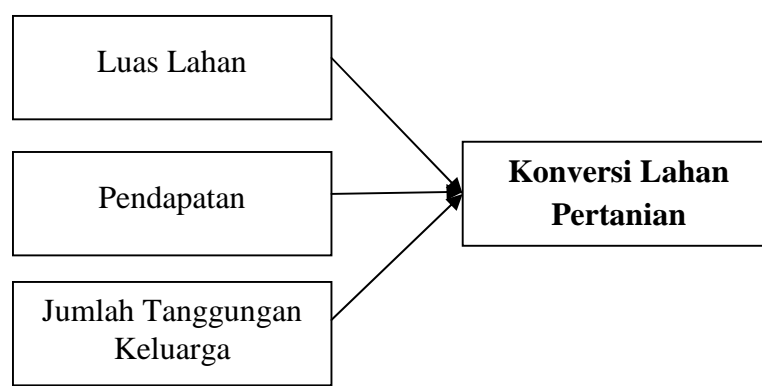 Luas Lahan
Pendapatan
Konversi Lahan
Pertanian
Jumlah Tanggungan
Keluarga